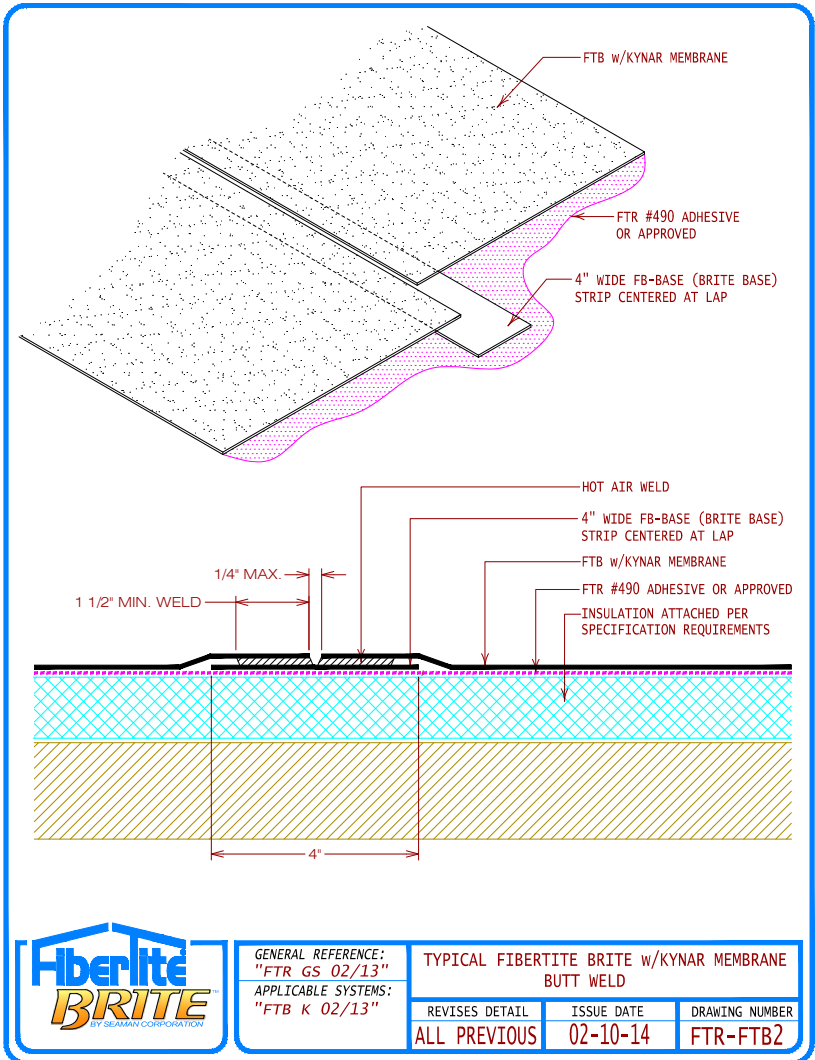 FTB w/KYNAR MEMBRANE
FTR #490 ADHESIVE
OR APPROVED
4" WIDE FB-BASE (BRITE BASE)
STRIP CENTERED AT LAP
HOT AIR WELD
4" WIDE FB-BASE (BRITE BASE)
STRIP CENTERED AT LAP
FTB w/KYNAR MEMBRANE
1/4" MAX.
FTR #490 ADHESIVE OR APPROVED
1 1/2" MIN. WELD
INSULATION ATTACHED PER
SPECIFICATION REQUIREMENTS
4"
FiberTite
BRITE™
BY SEAMAN CORPORATION
GENERAL REFERENCE:
"FTR GS 02/13"
APPLICABLE SYSTEMS:
"FTB K 02/13"
TYPICAL FIBERTITE BRITE w/KYNAR MEMBRANE
BUTT WELD
REVISES DETAIL
ALL PREVIOUS
ISSUE DATE
02-10-14
DRAWING NUMBER
FTR-FTB2